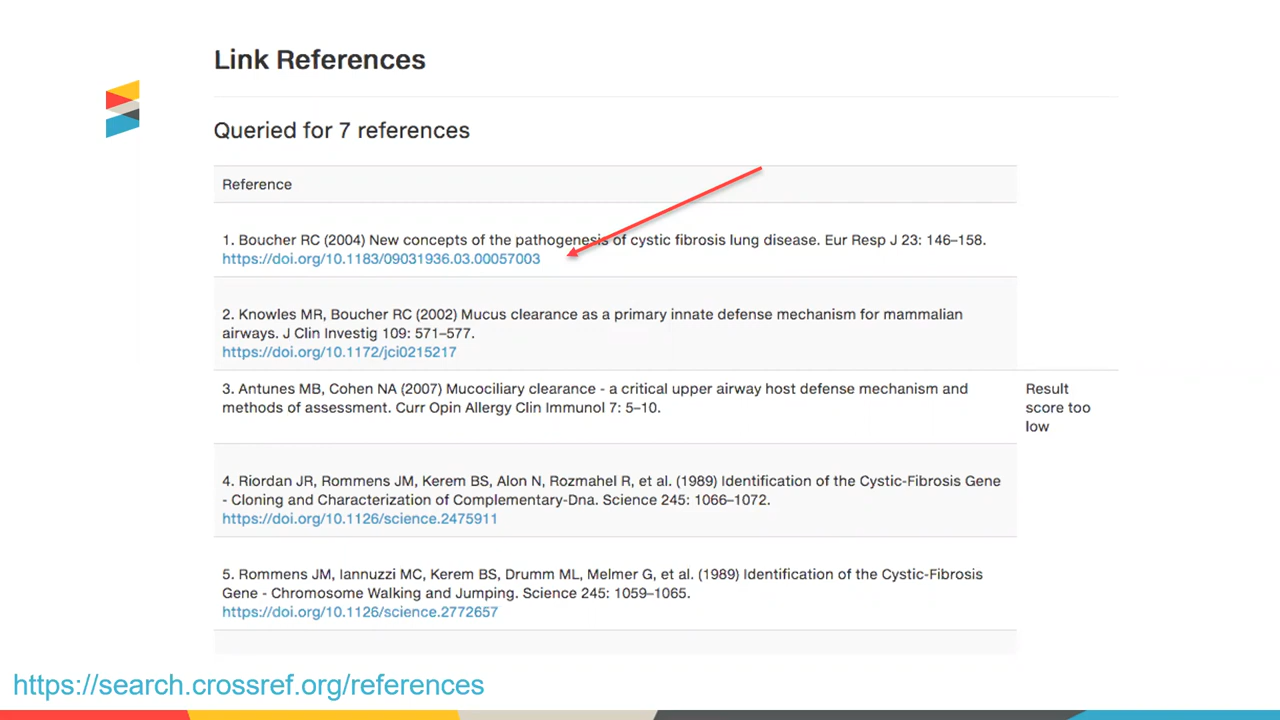 Link References
Queried for 7 references
Reference
1. Boucher RC (2004) New concepts of the pathogenesis of cystic fibrosis lung disease. Eur Resp J 23: 146–158.
https://doi.org/10.1183/09031936.03.00057003
2. Knowles MR, Boucher RC (2002) Mucus clearance as a primary innate defense mechanism for mammalian
airways. J Clin Investig 109: 571–577.
https://doi.org/10.1172/jci0215217
3. Antunes MB, Cohen NA (2007) Mucociliary clearance - a critical upper airway host defense mechanism and
methods of assessment. Curr Opin Allergy Clin Immunol 7: 5–10.
Result
score too
low
4. Riordan JR, Rommens JM, Kerem BS, Alon N, Rozmahel R, et al. (1989) Identification of the Cystic-Fibrosis Gene
- Cloning and Characterization of Complementary-Dna. Science 245: 1066–1072.
https://doi.org/10.1126/science.2475911
5. Rommens JM, Iannuzzi MC, Kerem BS, Drumm ML, Melmer G, et al. (1989) Identification of the Cystic-Fibrosis
Gene - Chromosome Walking and Jumping. Science 245: 1059–1065.
https://doi.org/10.1126/science.2772657
https://search.crossref.org/references